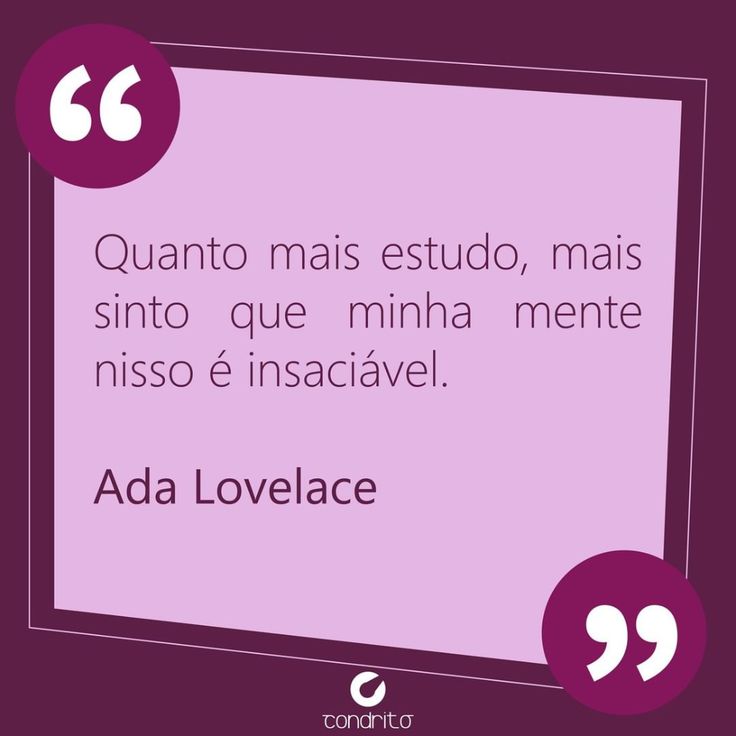 “
Quanto mais estudo, mais
sinto que minha mente
nisso é insaciável.
Ada Lovelace
”
condrito